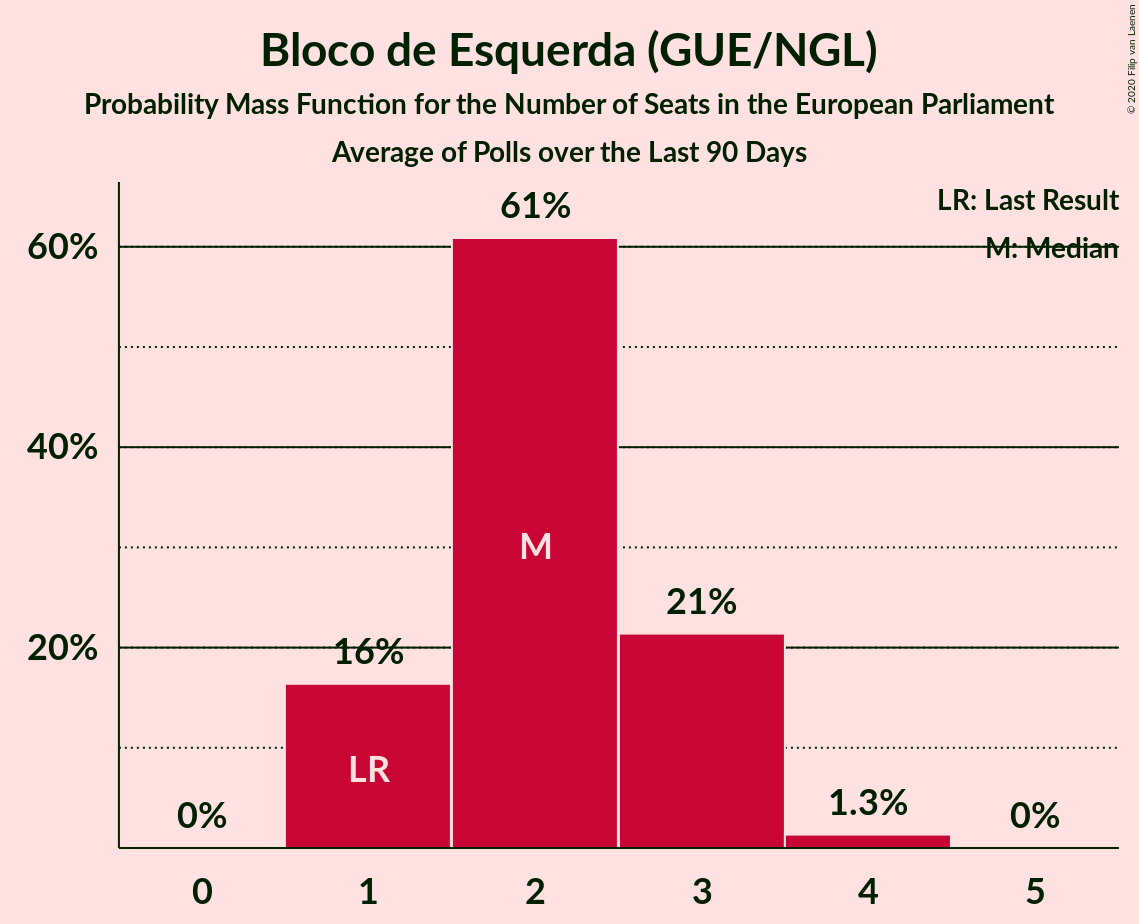 Bloco de Esquerda (GUE/NGL)
Probability Mass Function for the Number of Seats in the European Parliament
Average of Polls over the Last 90 Days
© 2020 Filip van Laenen
LR: Last Result
M: Median
60%
40%
20%
0%
16%
61%
21%
1.3%
0%
LR
M
0 1 2 3 4 5